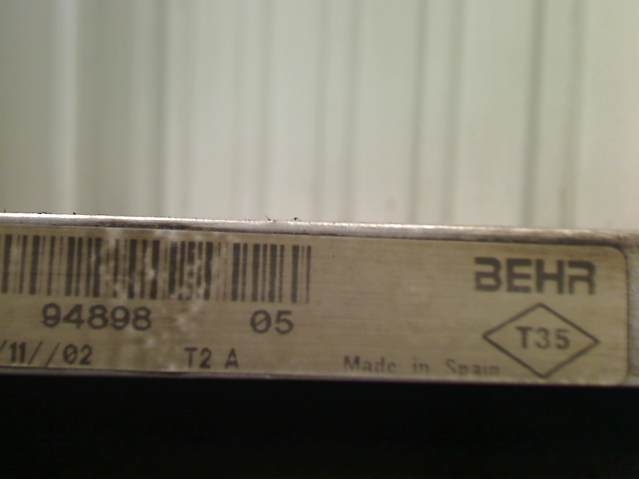 BEHR
94898 05
T35
/11//02 T2 A
Made in Spain